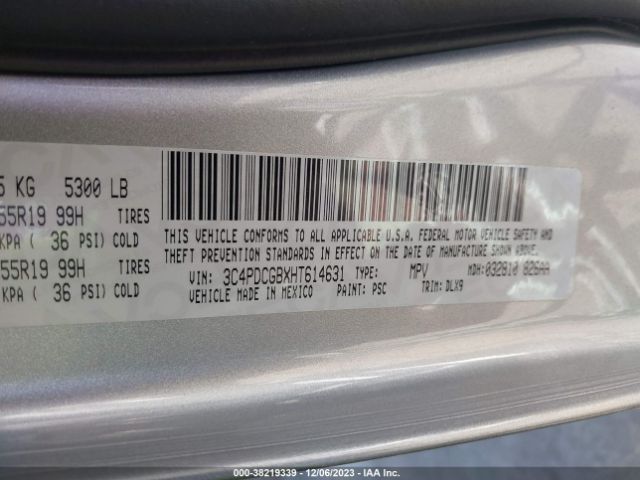 5 KG 5300 LB
55R19 99H TIRES
KPA ( 36 PSI) COLD
55R19 99H TIRES
KPA ( 36 PSI) COLD
THIS VEHICLE CONFORMS TO ALL APPLICABLE U.S.A. FEDERAL MOTOR VEHICLE SAFETY AND
THEFT PREVENTION STANDARDS IN EFFECT ON THE DATE OF MANUFACTURE SHOWN ABOVE.
VIN: 3C4PDCGBXHT614631 TYPE: MPV MDH:032910 826AA
VEHICLE MADE IN MEXICO PAINT: PSC TRIM: DLX9
000-38219339 - 12/06/2023 - IAA Inc.